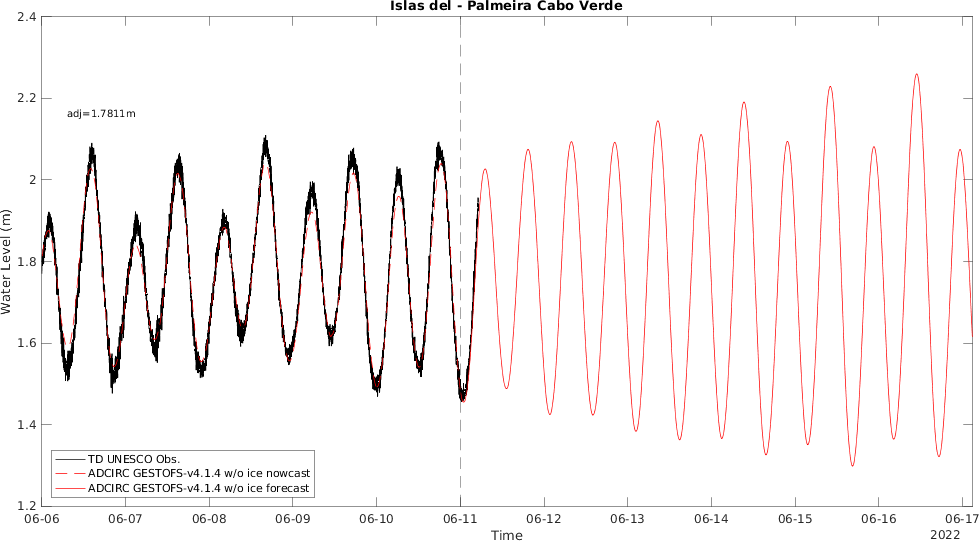 Islas del - Palmeira Cabo Verde
2.4
2.2
2
1.8
1.6
1.4
1.2
Water Level (m)
adj=1.7811m
TD UNESCO Obs.
ADCIRC GESTOFS-v4.1.4 w/o ice nowcast
ADCIRC GESTOFS-v4.1.4 w/o ice forecast
06-06 06-07 06-08 06-09 06-10 06-11 06-12 06-13 06-14 06-15 06-16 06-17
Time
2022